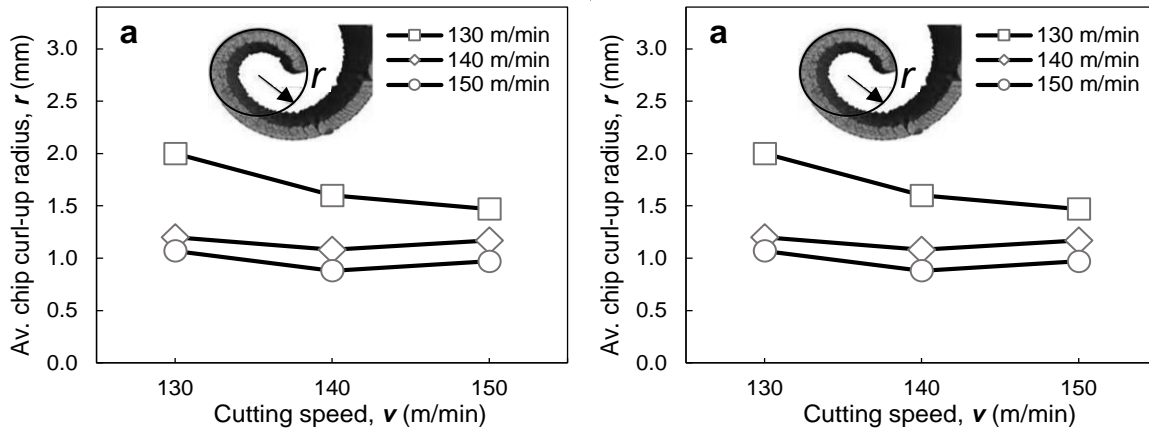 a
r
130 m/min
140 m/min
150 m/min
Av. chip curl-up radius, r (mm)
3.0
2.5
2.0
1.5
1.0
0.5
0.0
130 140 150
Cutting speed, v (m/min)
a
r
130 m/min
140 m/min
150 m/min
Av. chip curl-up radius, r (mm)
3.0
2.5
2.0
1.5
1.0
0.5
0.0
130 140 150
Cutting speed, v (m/min)